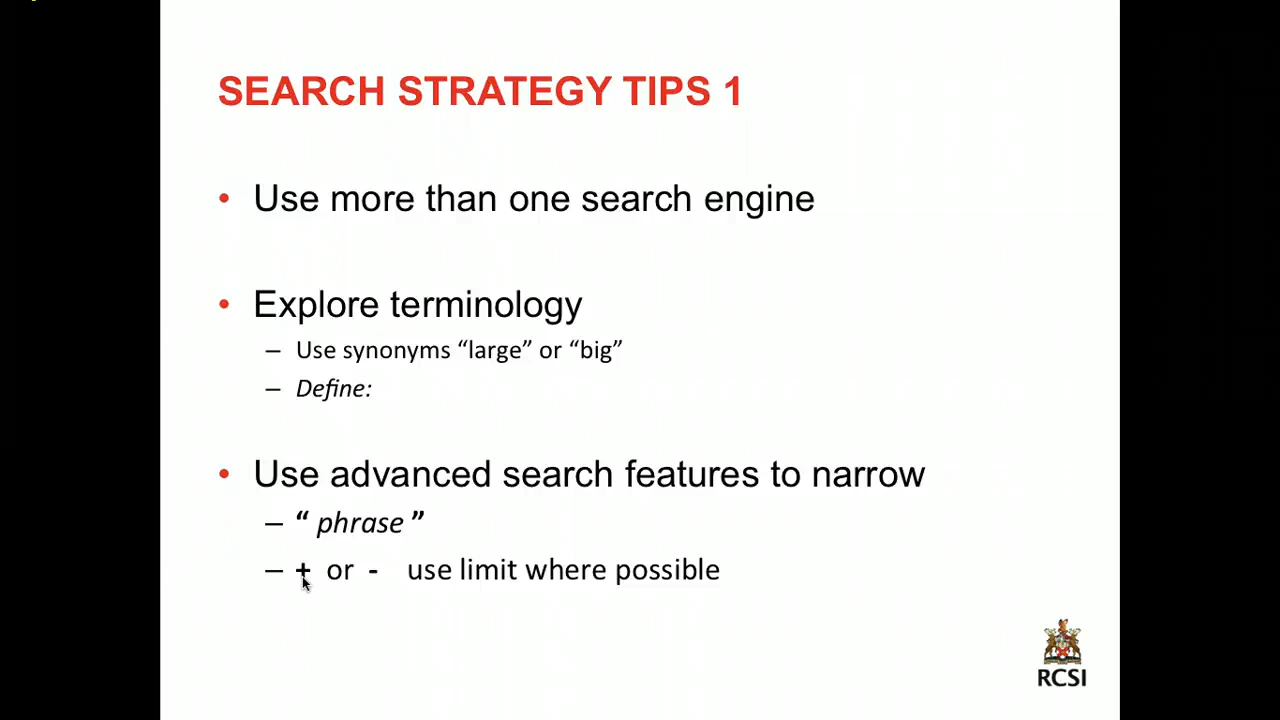 SEARCH STRATEGY TIPS 1
• Use more than one search engine
• Explore terminology
– Use synonyms “large” or “big”
– Define:
• Use advanced search features to narrow
– “ phrase ”
– + or - use limit where possible
RCSI